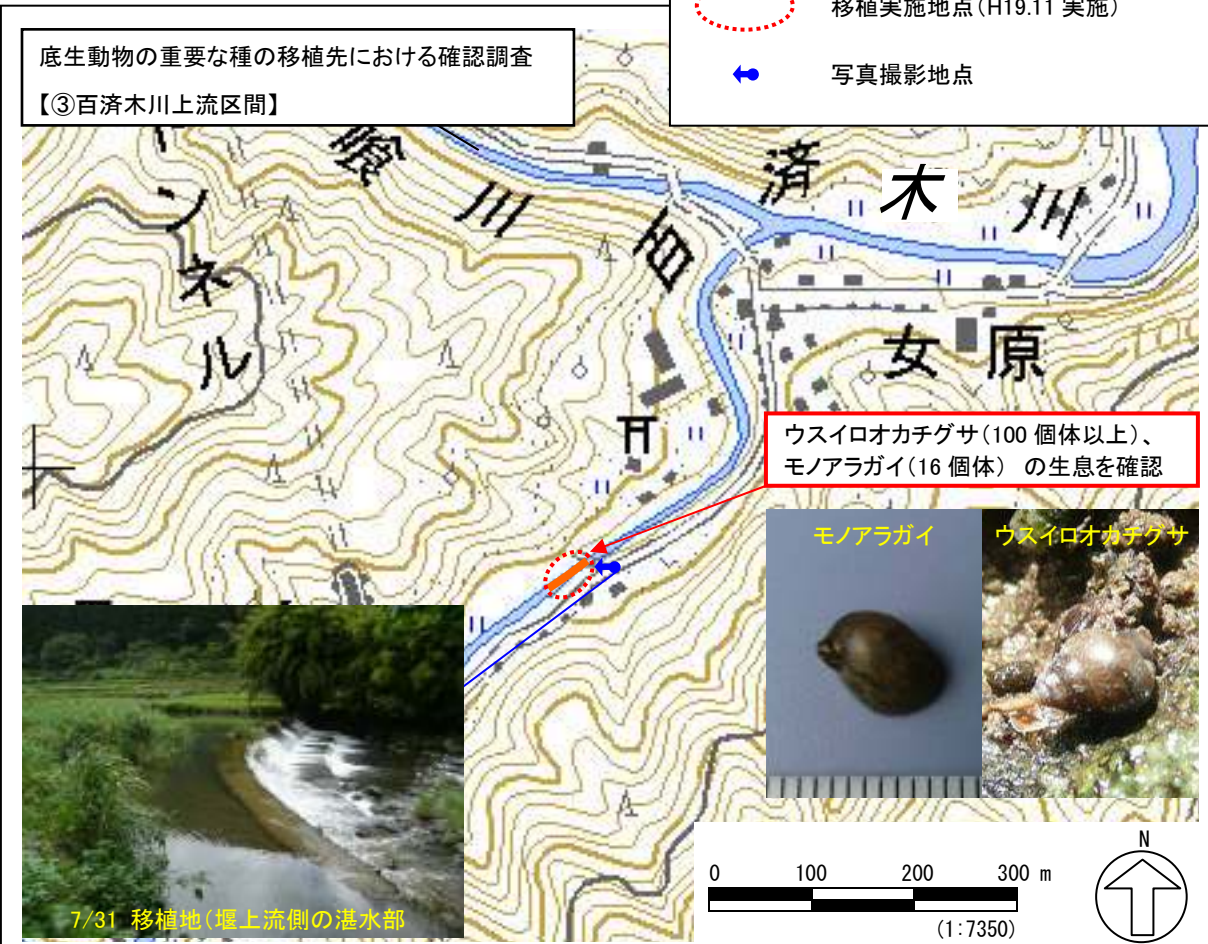 移植実施地点(H19.11 実施)
写真撮影地点
底生動物の重要な種の移植先における確認調査
【③百済木川上流区間】
喰
川
済
木
川
ンネル
女原
ウスイロオカチグサ(100 個体以上)、
モノアラガイ(16 個体) の生息を確認
モノアラガイ
ウスイロオカチグサ
7/31 移植地(堰上流側の湛水部
0 100 200 300 m
(1:7350)
N